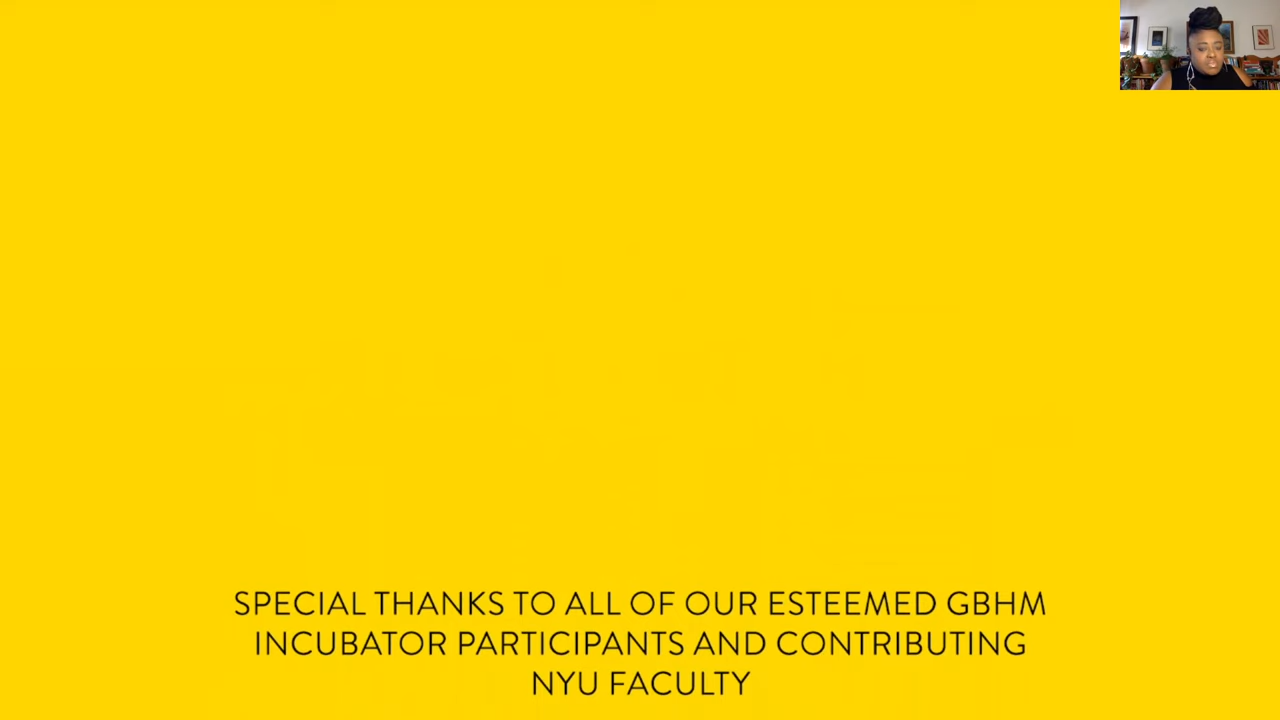 SPECIAL THANKS TO ALL OF OUR ESTEEMED GBHM
INCUBATOR PARTICIPANTS AND CONTRIBUTING
NYU FACULTY